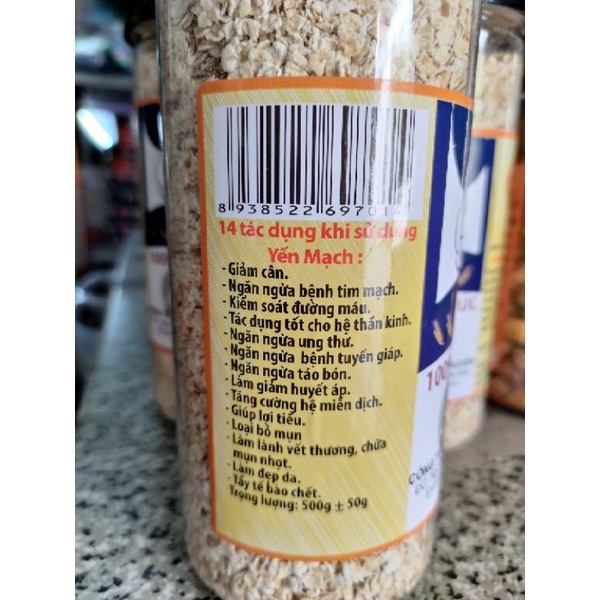 8 938522 697014
14 tác dụng khi sử dụng
Yến Mạch :
- Giảm cân.
- Ngăn ngừa bệnh tim mạch.
- Kiểm soát đường máu.
- Tác dụng tốt cho hệ thần kinh.
- Ngăn ngừa ung thư.
- Ngăn ngừa bệnh tuyến giáp.
- Ngăn ngừa táo bón.
- Làm giảm huyết áp.
- Tăng cường hệ miễn dịch.
- Giúp lợi tiểu.
- Loại bỏ mụn
- Làm lành vết thương, chữa
mụn nhọt.
- Làm đẹp da.
- Tẩy tế bào chết.
Trọng lượng: 500g ± 50g
100
CÔNG